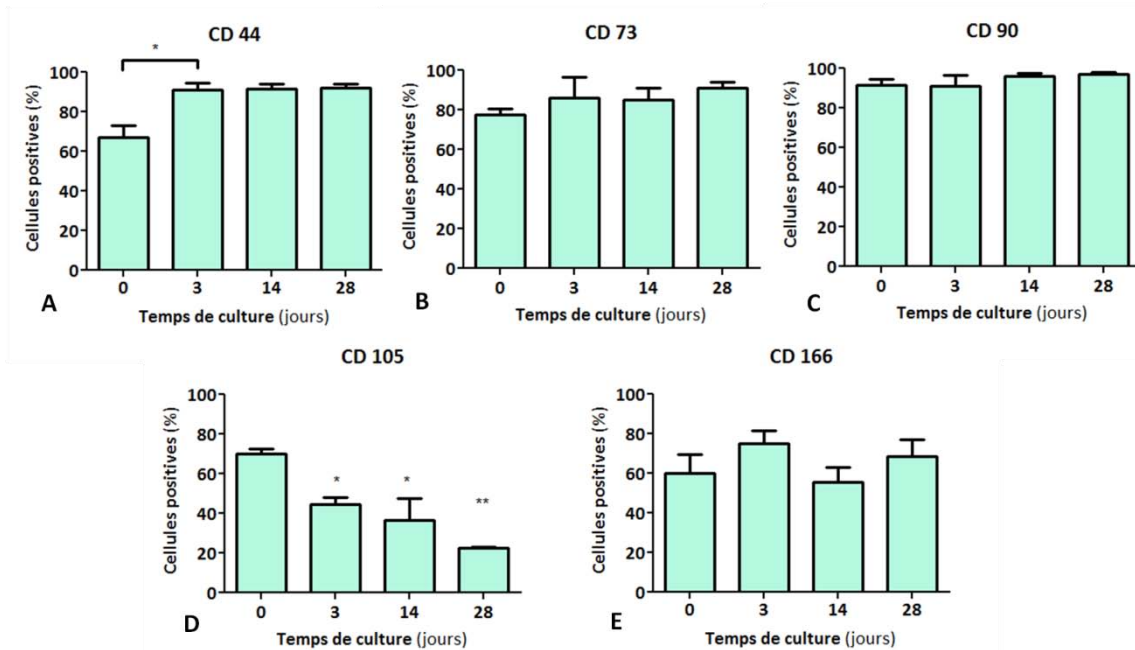 CD 44
*
Cellules positives (%)
100
80
60
40
20
0
0 3 14 28
A
Temps de culture (jours)
CD 73
Cellules positives (%)
100
80
60
40
20
0
0 3 14 28
B
Temps de culture (jours)
CD 90
Cellules positives (%)
100
80
60
40
20
0
0 3 14 28
C
Temps de culture (jours)
CD 105
Cellules positives (%)
100
80
60
40
20
0
* * **
0 3 14 28
D
Temps de culture (jours)
CD 166
Cellules positives (%)
100
80
60
40
20
0
0 3 14 28
E
Temps de culture (jours)